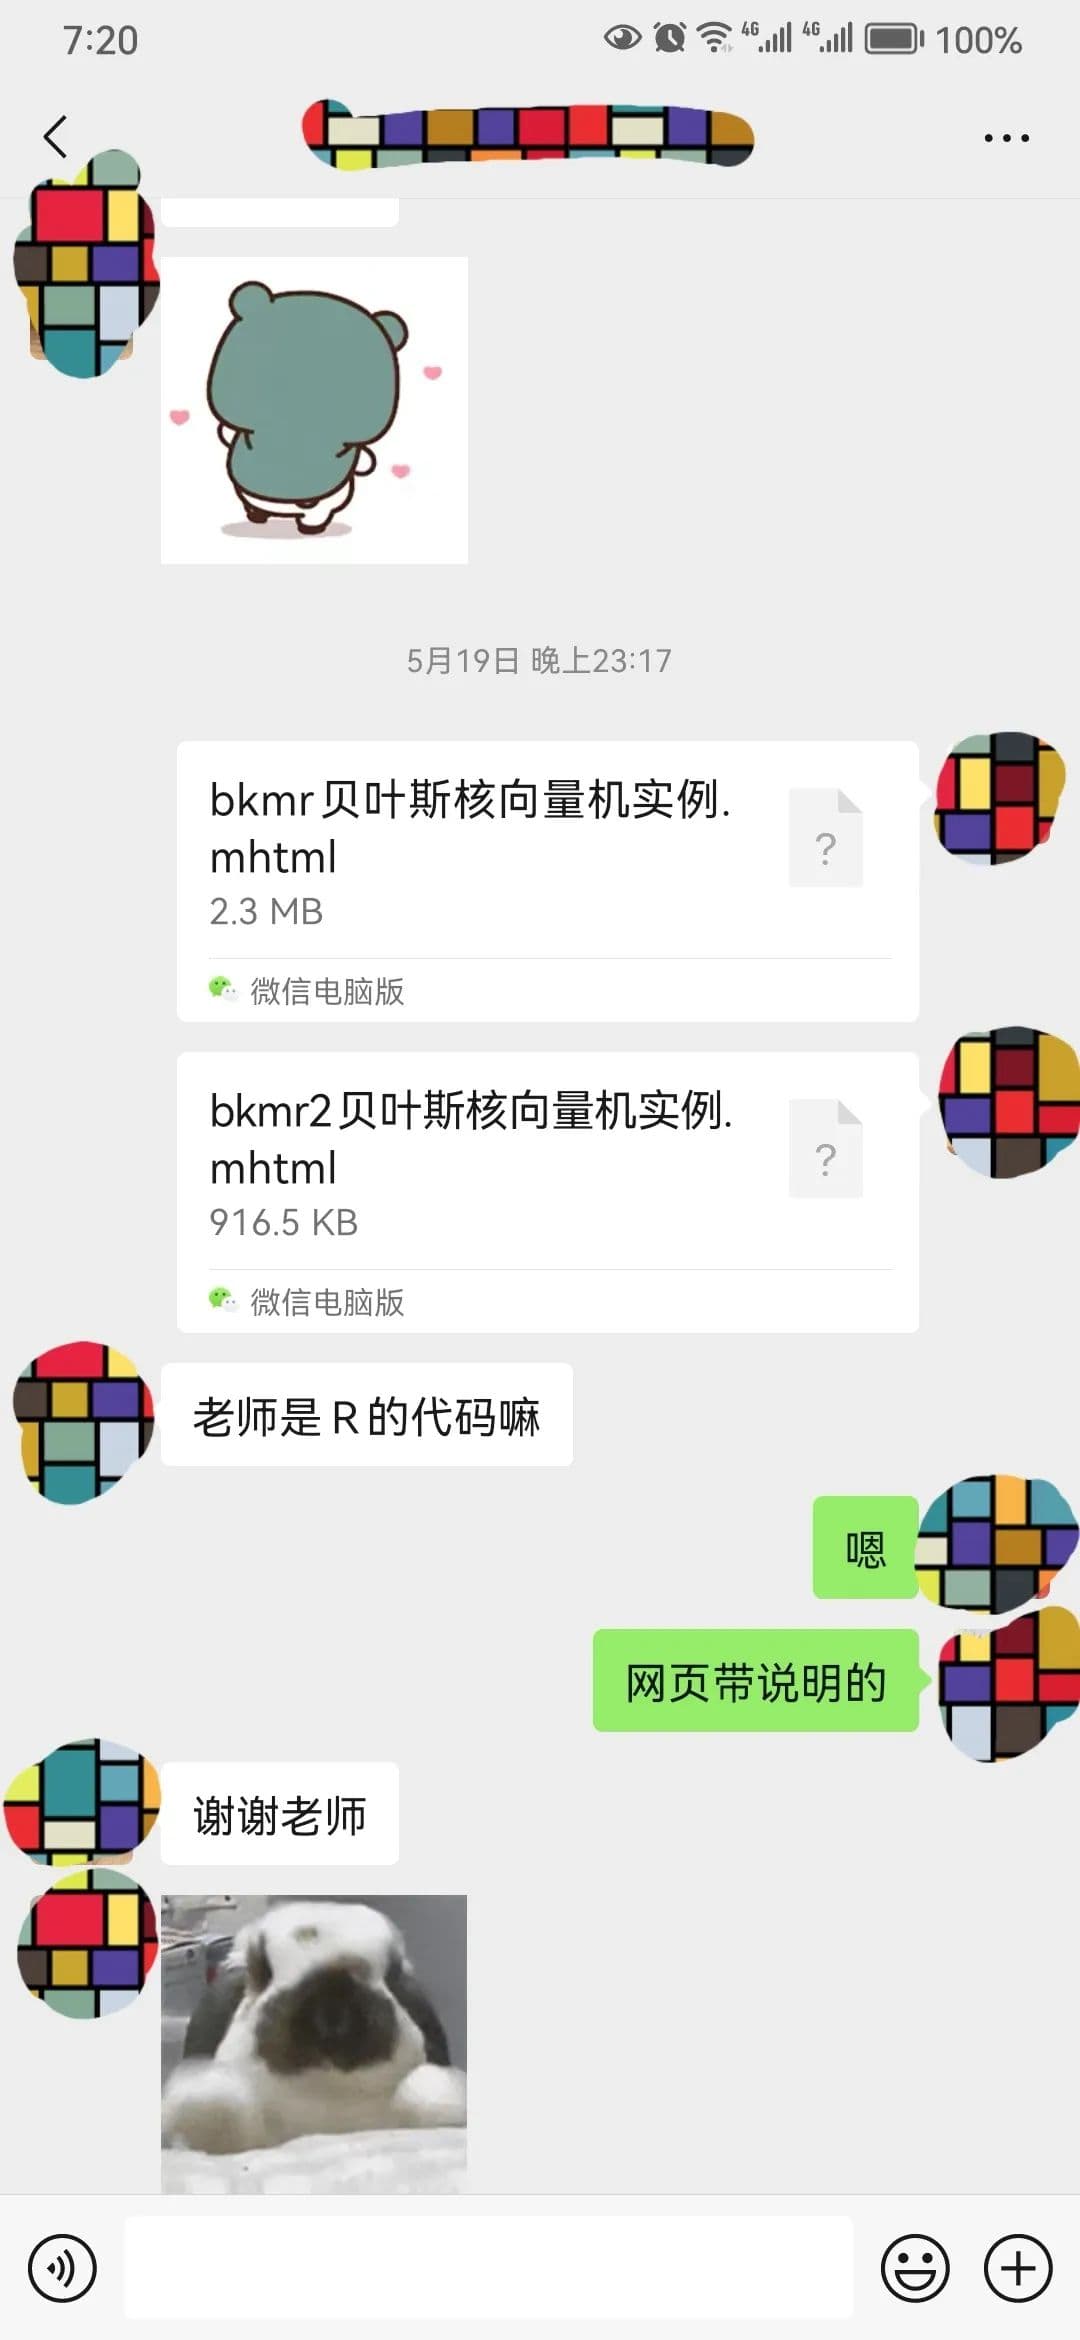 7:20
4G 4G 100%
5月19日 晚上23:17
bkmr贝叶斯核向量机实例.
mhtml
2.3 MB
?
微信电脑版
bkmr2贝叶斯核向量机实例.
mhtml
916.5 KB
?
微信电脑版
老师是R的代码嘛
嗯
网页带说明的
谢谢老师